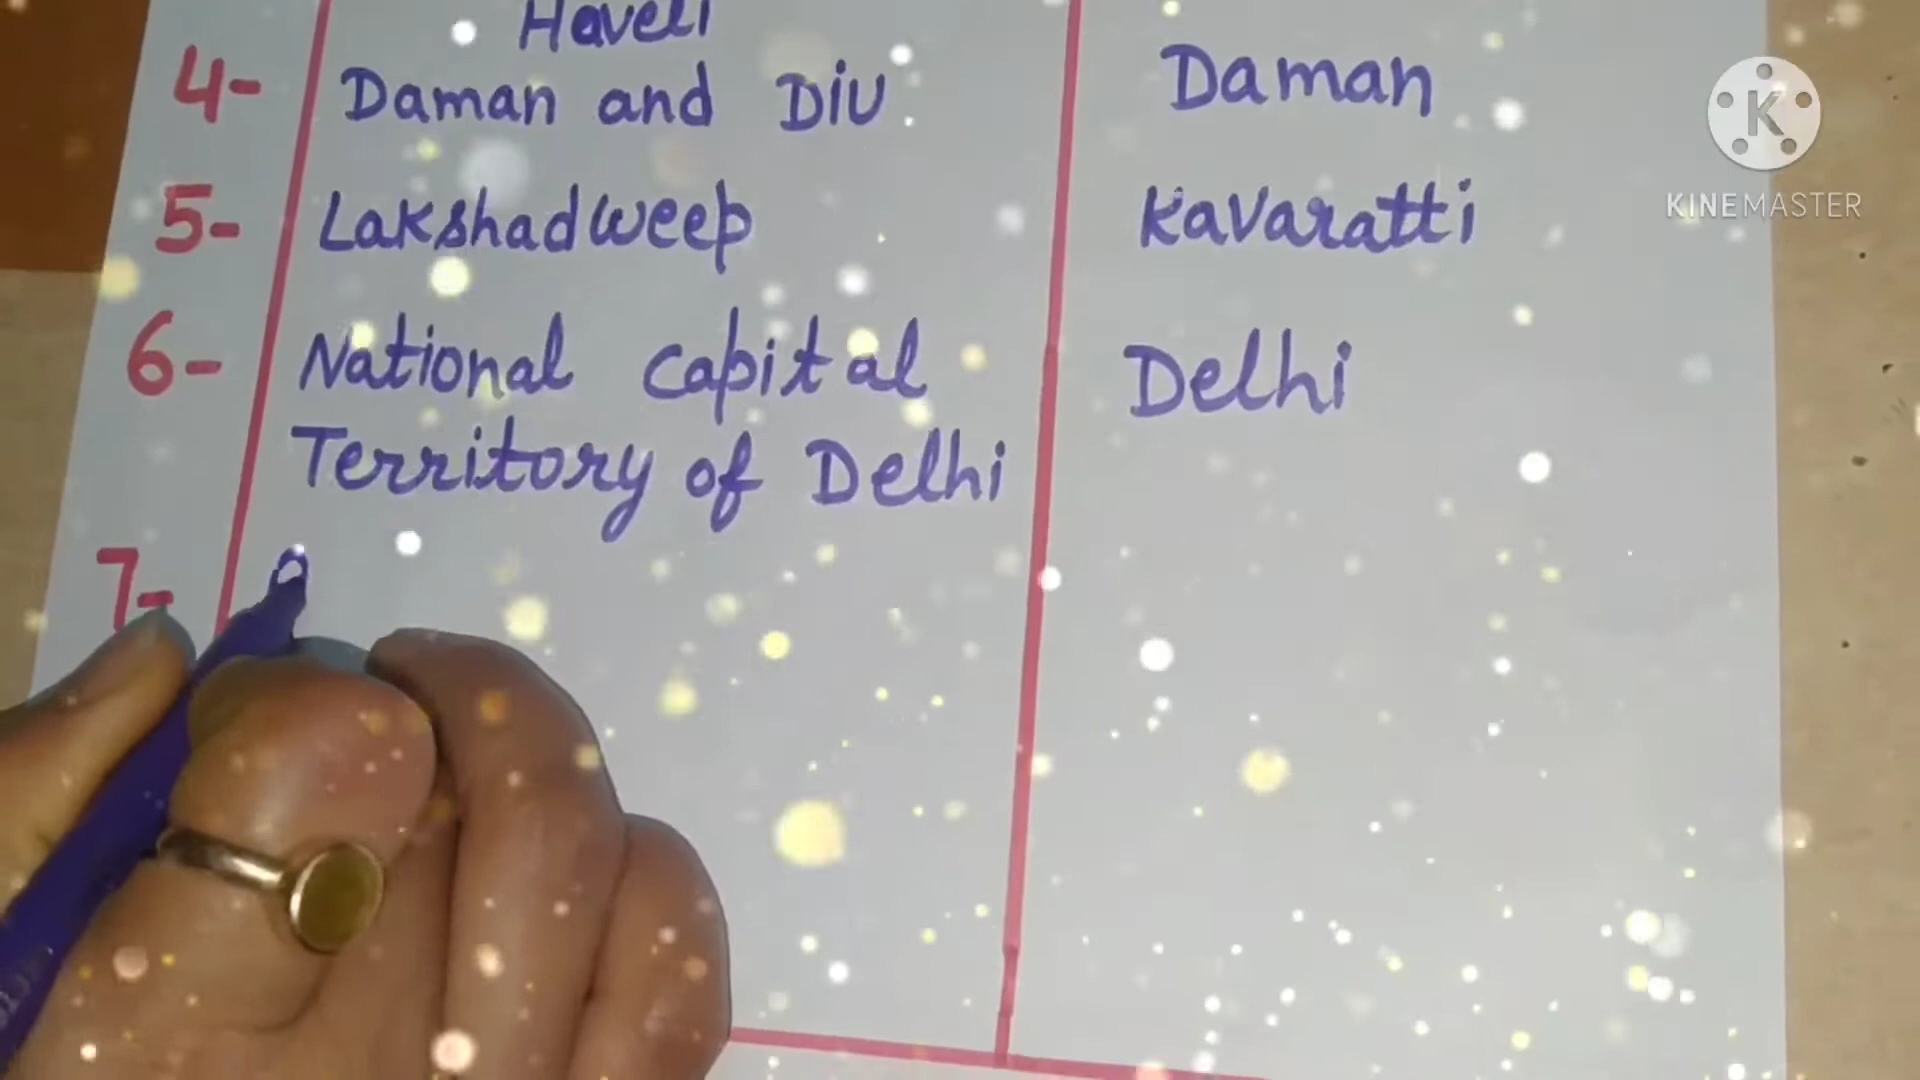 Haveli
4- Daman and Diu Daman
5- Lakshadweep Kavaratti
6- National capital Delhi
Territory of Delhi
7-
K
KINEMASTER